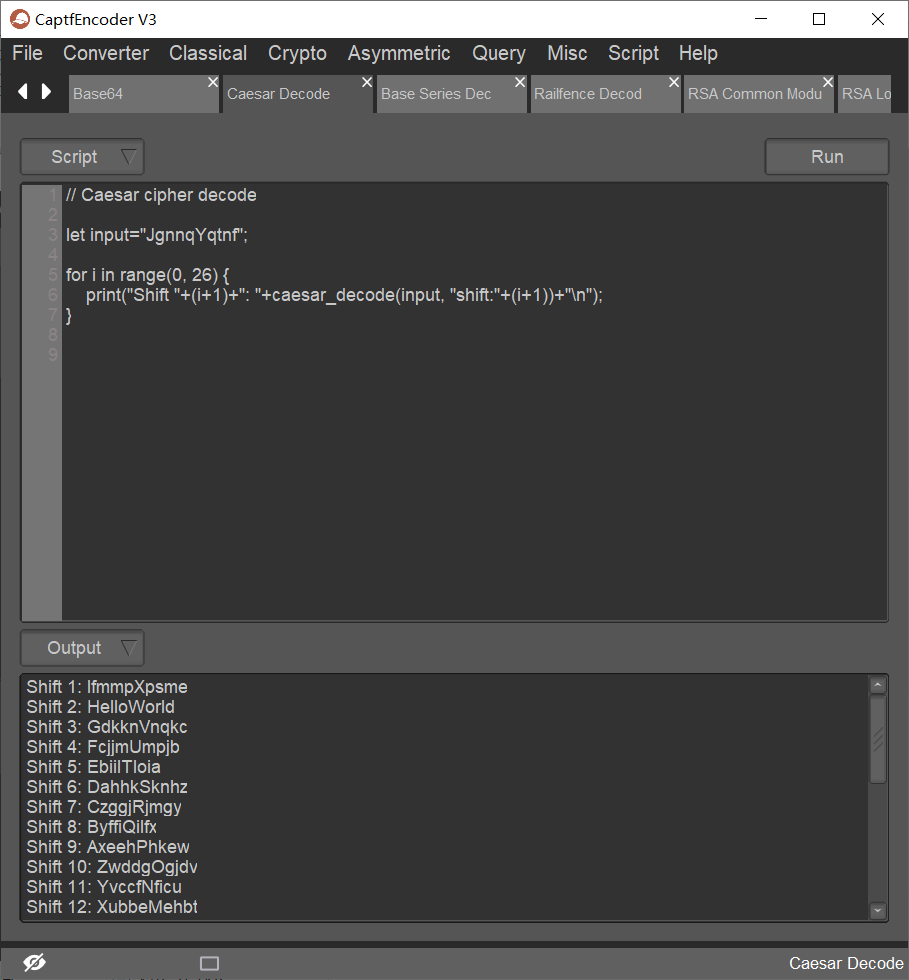 CaptfEncoder V3
File Converter Classical Crypto Asymmetric Query Misc Script Help
Base64 Caesar Decode Base Series Dec Railfence Decod RSA Common Modu RSA Lo
Script Run
1 // Caesar cipher decode
2
3 let input="JgnnqYqtnf";
4
5 for i in range(0, 26) {
6 print("Shift "+(i+1)+": "+caesar_decode(input, "shift:"+(i+1))+"\n");
7 }
8
9
Output
Shift 1: IfmmpXpsme
Shift 2: HelloWorld
Shift 3: GdkknVnqkc
Shift 4: FcjjmUmpjb
Shift 5: EbiilTloia
Shift 6: DahhkSknhz
Shift 7: CzggjRjmgy
Shift 8: ByffiQilfx
Shift 9: AxeehPhkew
Shift 10: ZwddgOgjdv
Shift 11: YvccfNficu
Shift 12: XubbeMehbt
Caesar Decode